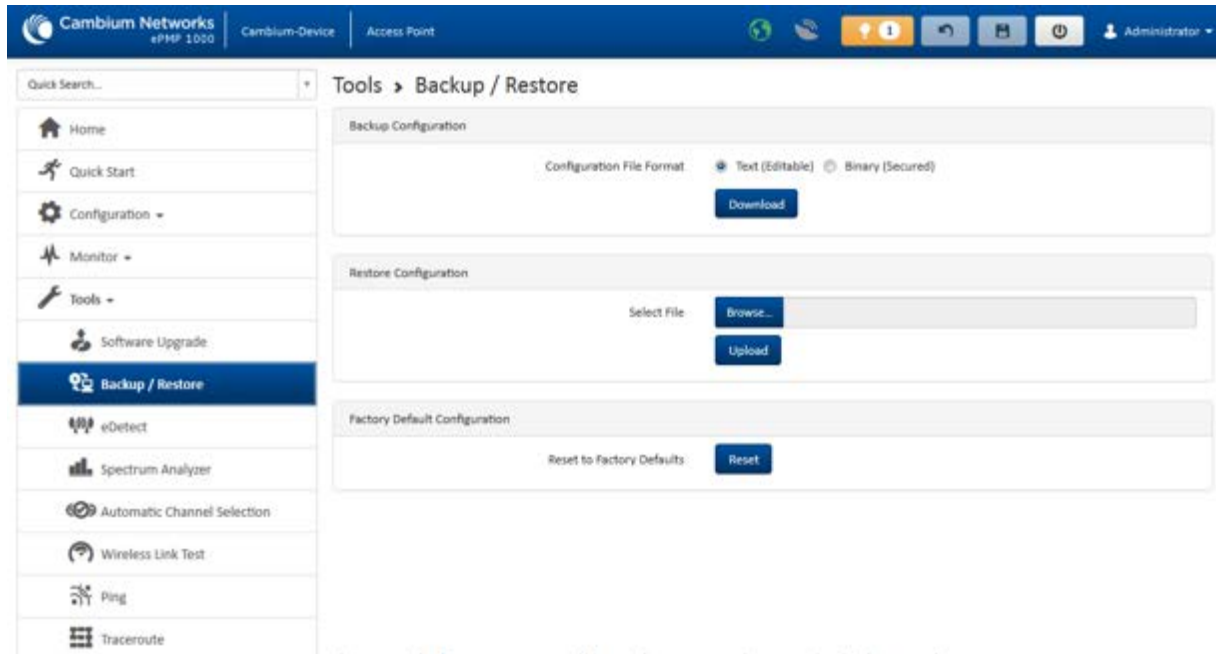 Cambium Networks
ePMP 1000
Cambium-Device
Access Point
1
Administrator
Quick Search...
Tools > Backup / Restore
Home
Quick Start
Configuration
Monitor
Tools
Software Upgrade
Backup / Restore
eDetect
Spectrum Analyzer
Automatic Channel Selection
Wireless Link Test
Ping
Traceroute
Backup Configuration
Configuration File Format
Text (Editable)
Binary (Secured)
Download
Restore Configuration
Select File
Browse...
Upload
Factory Default Configuration
Reset to Factory Defaults
Reset